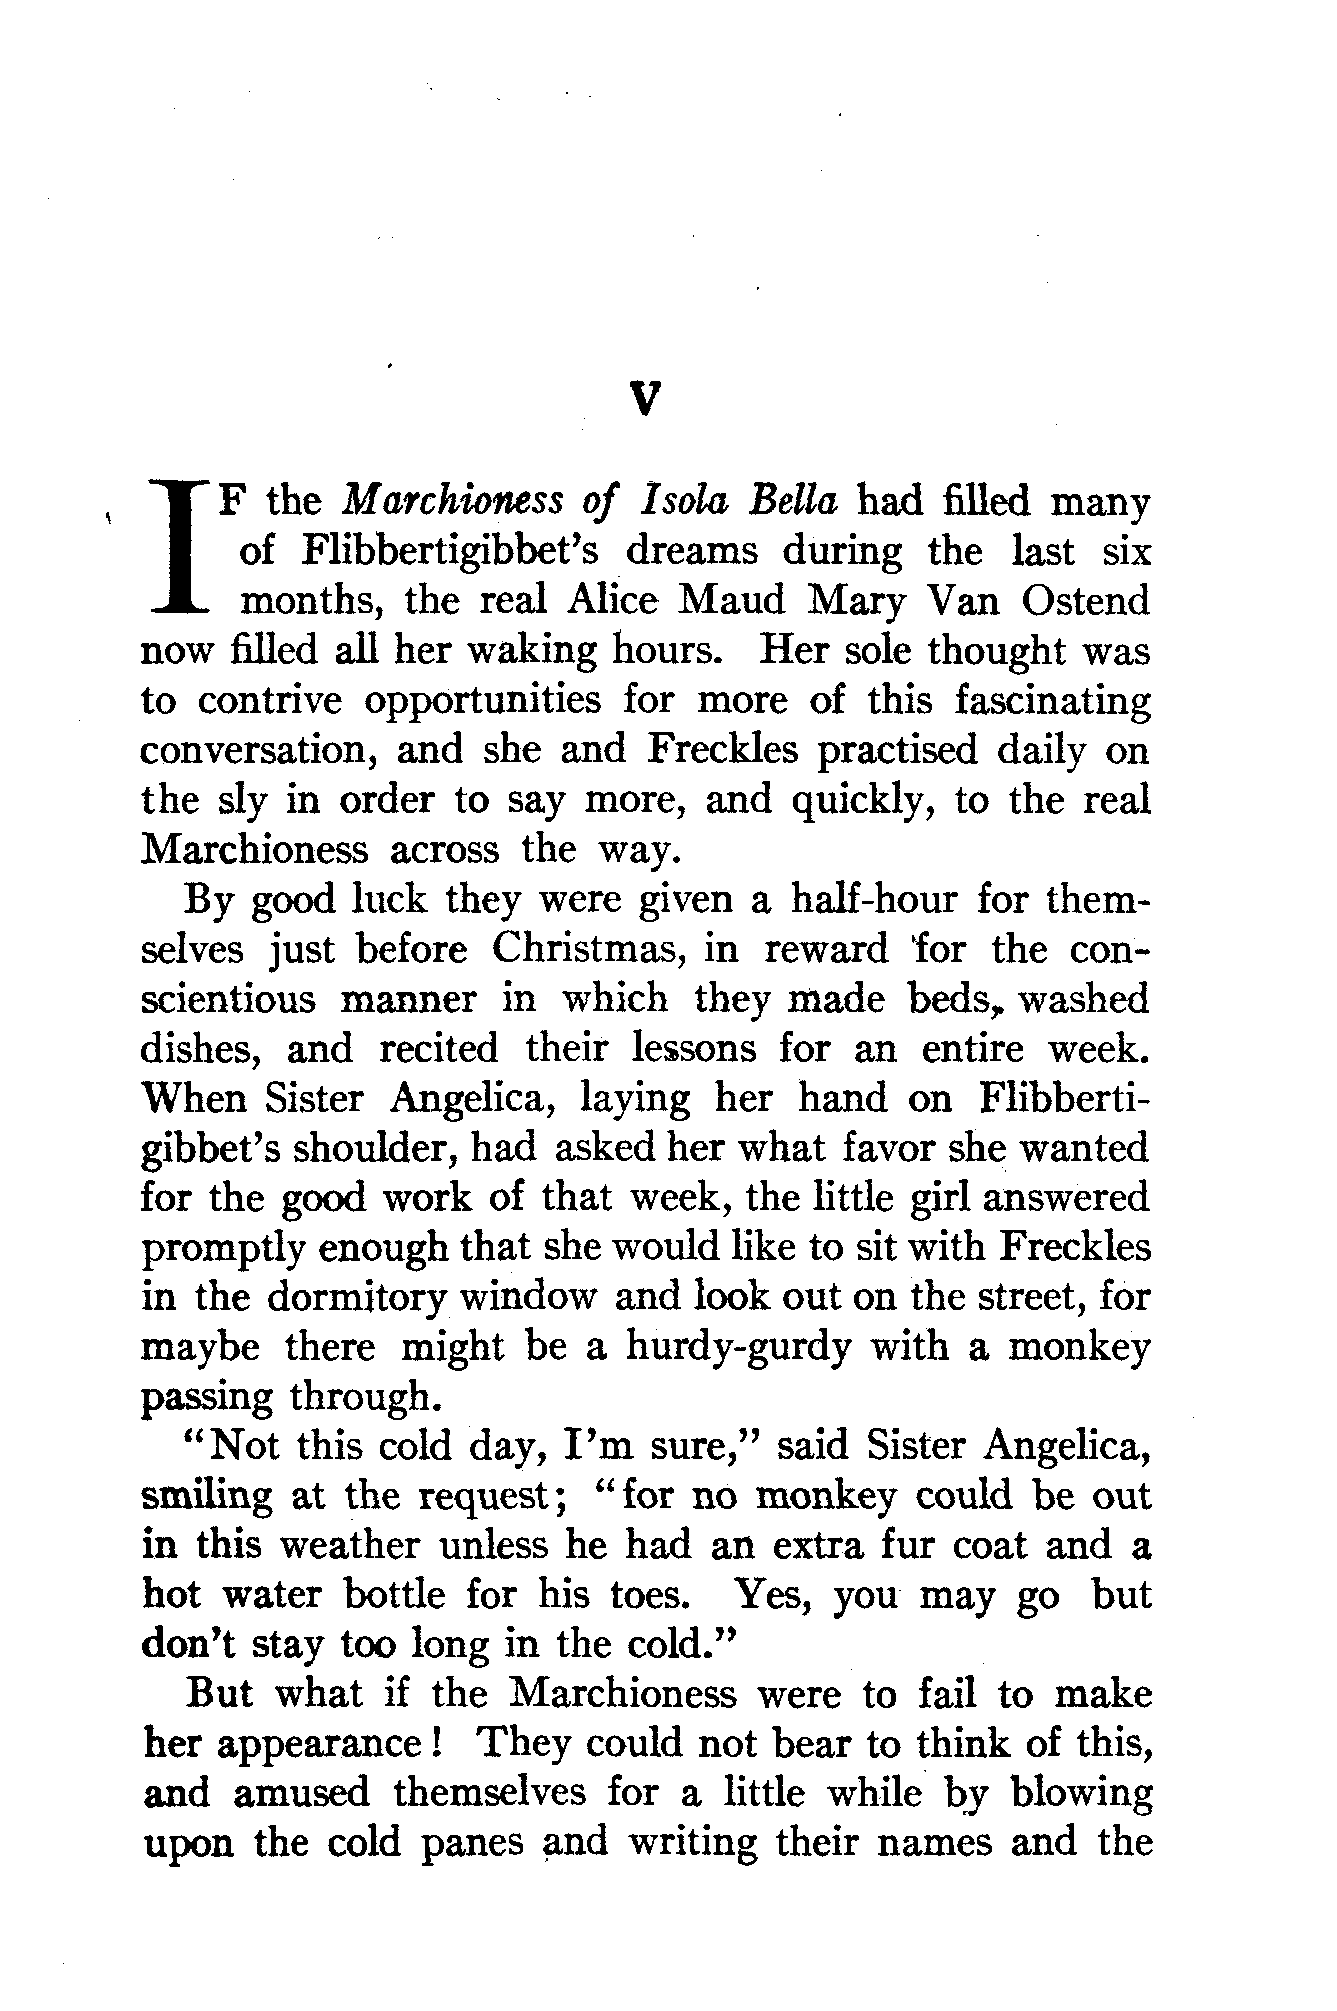 V
IF the Marchioness of Isola Bella had filled many
of Flibbertigibbet's dreams during the last six
months, the real Alice Maud Mary Van Ostend
now filled all her waking hours. Her sole thought was
to contrive opportunities for more of this fascinating
conversation, and she and Freckles practised daily on
the sly in order to say more, and quickly, to the real
Marchioness across the way.
By good luck they were given a half-hour for them-
selves just before Christmas, in reward for the con-
scientious manner in which they made beds, washed
dishes, and recited their lessons for an entire week.
When Sister Angelica, laying her hand on Flibberti-
gibbet's shoulder, had asked her what favor she wanted
for the good work of that week, the little girl answered
promptly enough that she would like to sit with Freckles
in the dormitory window and look out on the street, for
maybe there might be a hurdy-gurdy with a monkey
passing through.
"Not this cold day, I'm sure," said Sister Angelica,
smiling at the request; "for no monkey could be out
in this weather unless he had an extra fur coat and a
hot water bottle for his toes. Yes, you may go but
don't stay too long in the cold."
But what if the Marchioness were to fail to make
her appearance! They could not bear to think of this,
and amused themselves for a little while by blowing
upon the cold panes and writing their names and the